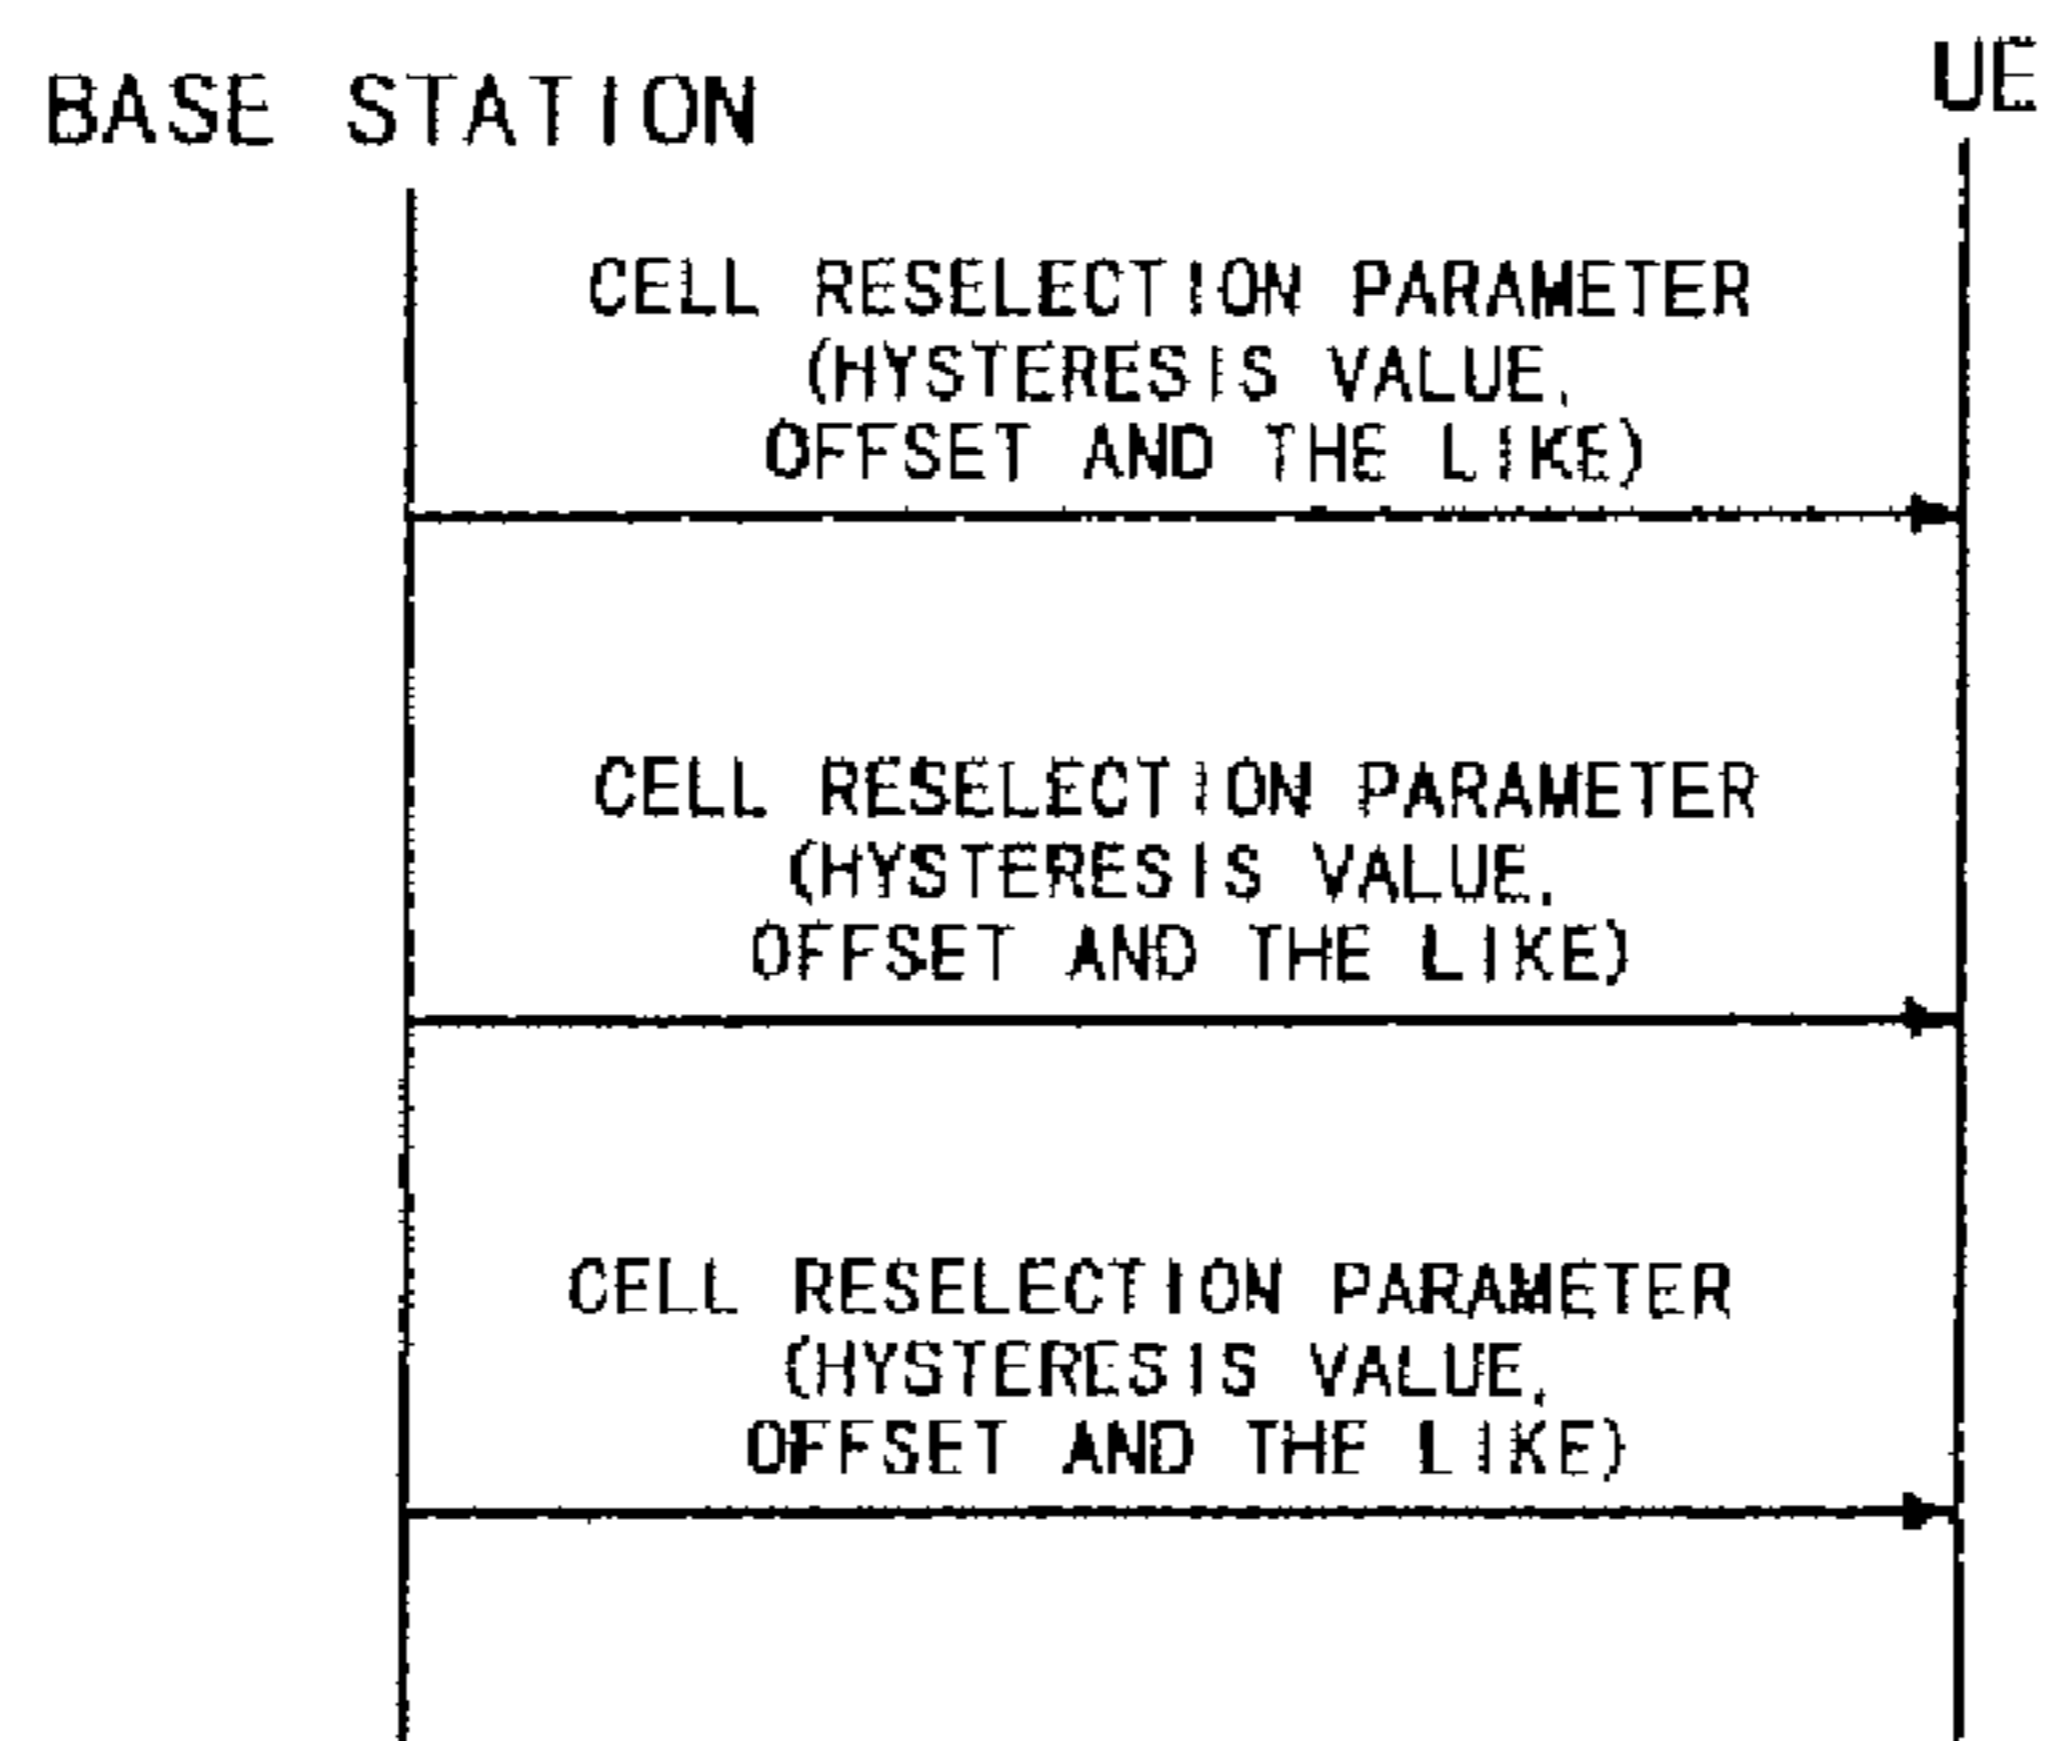 BASE STATION
UE
CELL RESELECTION PARAMETER
(HYSTERESIS VALUE,
OFFSET AND THE LIKE)
CELL RESELECTION PARAMETER
(HYSTERESIS VALUE,
OFFSET AND THE LIKE)
CELL RESELECTION PARAMETER
(HYSTERESIS VALUE,
OFFSET AND THE LIKE)